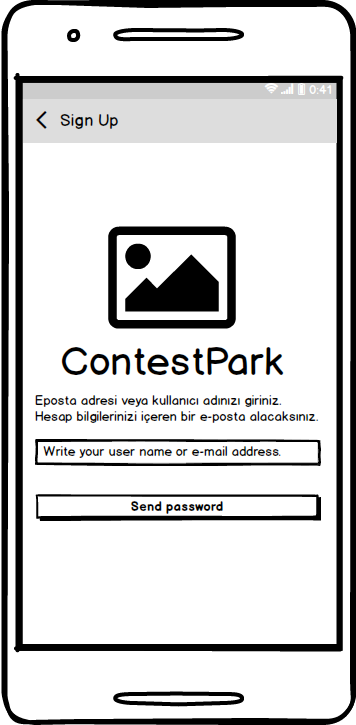 0:41
Sign Up
ContestPark
Eposta adresi veya kullanıcı adınızı giriniz.
Hesap bilgilerinizi içeren bir e-posta alacaksınız.
Write your user name or e-mail address.
Send password